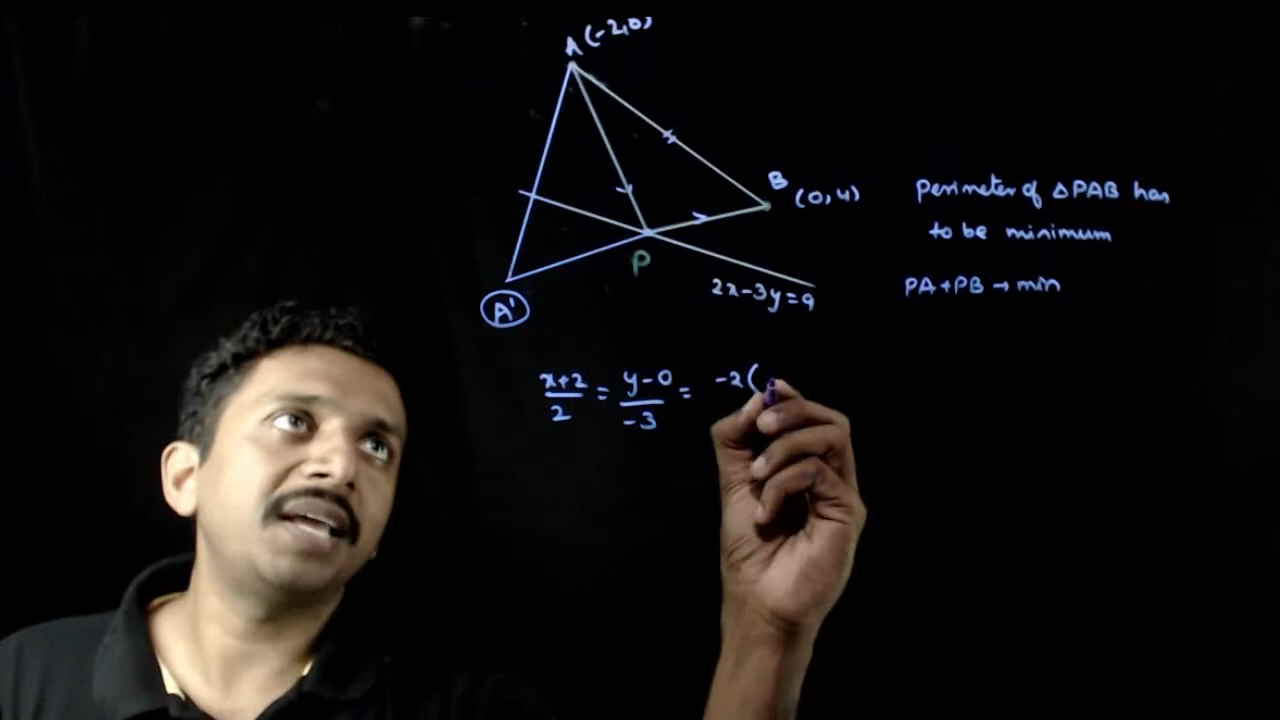 A (-2,0)
B (0, 4)
Perimeter of △PAB has
to be minimum
PA + PB → min
P
2x-3y=9
A'
x+2/2 = y-0/-3 = -2(